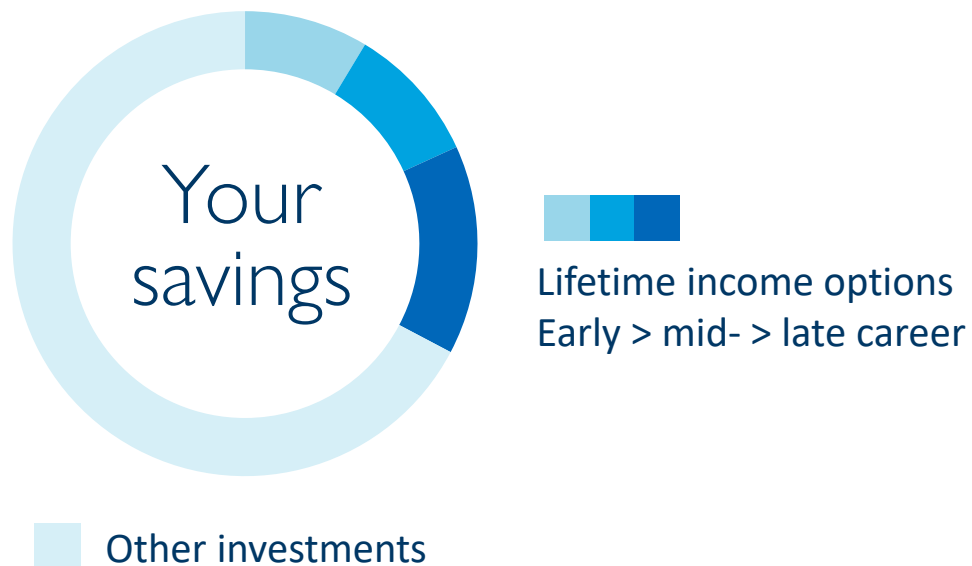 Your
savings
Lifetime income options
Early > mid- > late career
Other investments